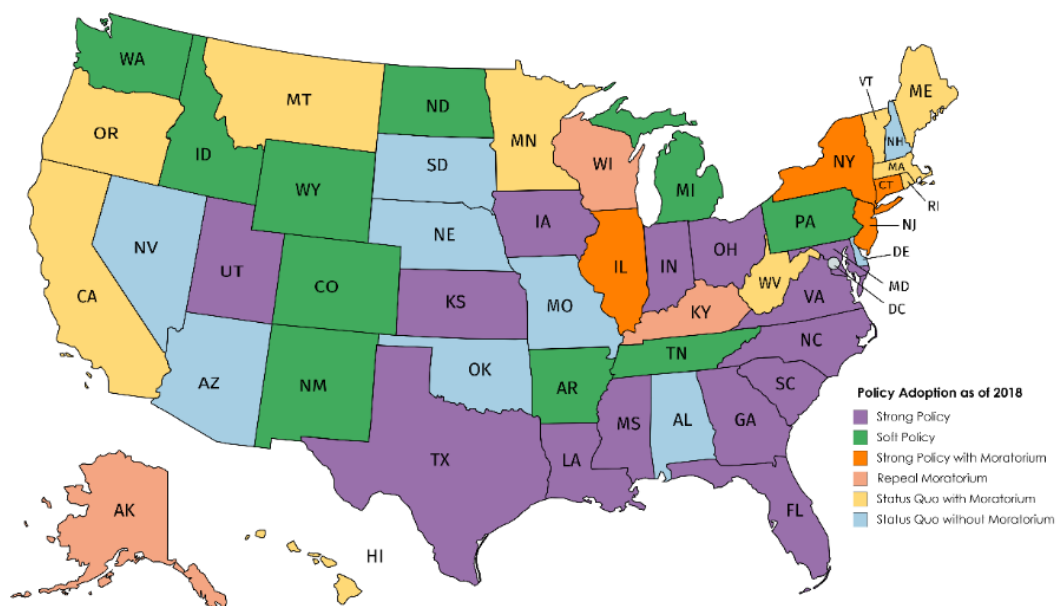 WA
MT
ND
MN
VT
ME
OR
ID
SD
WI
NY
NH
MA
CT
RI
WY
MI
NV
NE
IA
PA
NJ
DE
UT
CO
IL
IN
OH
MD
DC
CA
KS
MO
WV
VA
KY
AZ
NM
OK
AR
TN
NC
SC
TX
LA
MS
AL
GA
FL
AK
HI
Policy Adoption as of 2018
Strong Policy
Soft Policy
Strong Policy with Moratorium
Repeal Moratorium
Status Quo with Moratorium
Status Quo without Moratorium